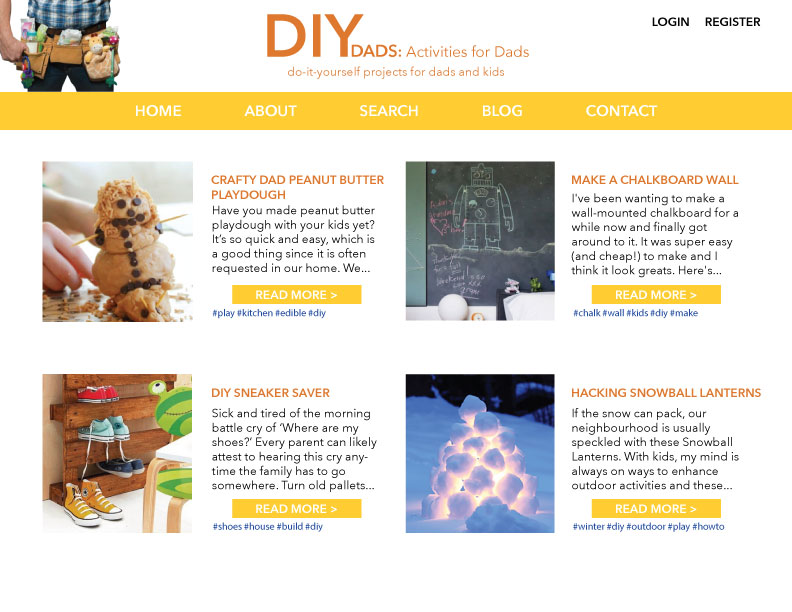 LOGIN REGISTER
DIY DADS: Activities for Dads
do-it-yourself projects for dads and kids
HOME ABOUT SEARCH BLOG CONTACT
CRAFTY DAD PEANUT BUTTER
PLAYDOUGH
Have you made peanut butter
playdough with your kids yet?
It's so quick and easy, which is
a good thing since it is often
requested in our home. We...
READ MORE >
#play #kitchen #edible #diy
MAKE A CHALKBOARD WALL
I've been wanting to make a
wall-mounted chalkboard for a
while now and finally got
around to it. It was super easy
(and cheap!) to make and I
think it look greats. Here's...
READ MORE >
#chalk #wall #kids #diy #make
DIY SNEAKER SAVER
Sick and tired of the morning
battle cry of ‘Where are my
shoes?’ Every parent can likely
attest to hearing this cry any-
time the family has to go
somewhere. Turn old pallets...
READ MORE >
#shoes #house #build #diy
HACKING SNOWBALL LANTERNS
If the snow can pack, our
neighbourhood is usually
speckled with these Snowball
Lanterns. With kids, my mind is
always on ways to enhance
outdoor activities and these...
READ MORE >
#winter #diy #outdoor #play #howto